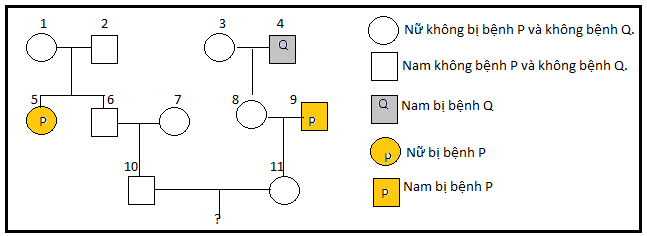 1 2 3 4
Q
Nữ không bị bệnh P và không bệnh Q.
Nam không bệnh P và không bệnh Q.
5 6 7 8 9
p p
Q Nam bị bệnh Q
p Nữ bị bệnh P
10 11
p Nam bị bệnh P
?